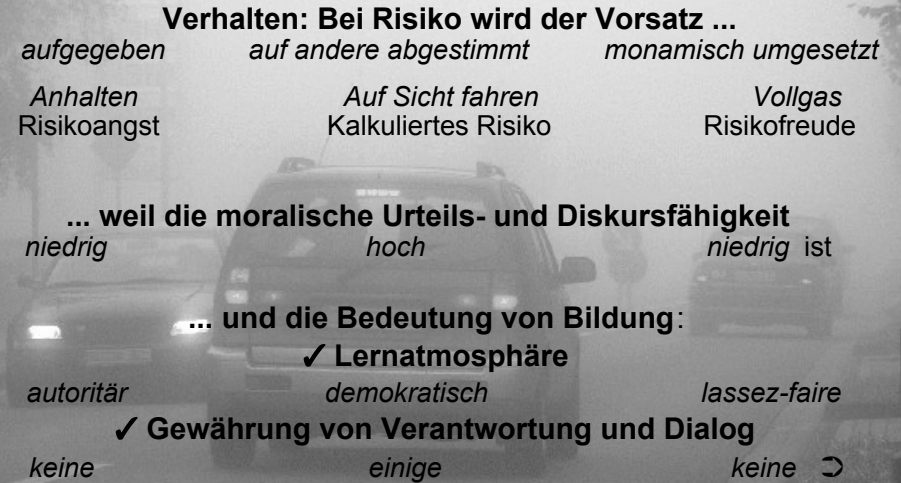 Verhalten: Bei Risiko wird der Vorsatz ...
aufgegeben auf andere abgestimmt monamisch umgesetzt
Anhalten Auf Sicht fahren Vollgas
Risikoangst Kalkuliertes Risiko Risikofreude
... weil die moralische Urteils- und Diskursfähigkeit
niedrig hoch niedrig ist
... und die Bedeutung von Bildung:
✓ Lernatmosphäre
autoritär demokratisch lassez-faire
✓ Gewährung von Verantwortung und Dialog
keine einige keine ➲